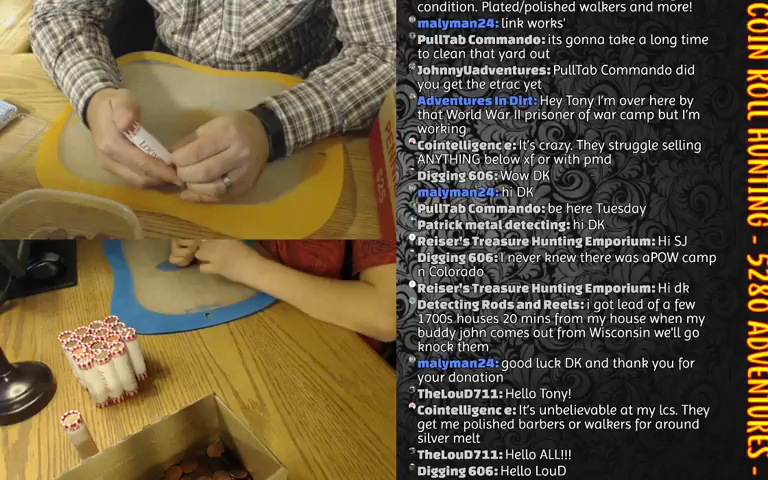 condition. Plated/polished walkers and more!
malyman24: link works'
PullTab Commando: its gonna take a long time
to clean that yard out
JohnnyUadventures: PullTab Commando did
you get the etrac yet
Adventures In Dirt: Hey Tony I'm over here by
that World War II prisoner of war camp but I'm
working
Cointelligenc e: It's crazy. They struggle selling
ANYTHING below xf or with pmd
Digging 606: Wow DK
malyman24: hi DK
PullTab Commando: be here Tuesday
Patrick metal detecting: hi DK
Reiser's Treasure Hunting Emporium: Hi SJ
Digging 606: I never knew there was aPOW camp
n Colorado
Reiser's Treasure Hunting Emporium: Hi dk
Detecting Rods and Reels: i got lead of a few
1700s.houses 20 mins from my house when my
buddy john comes out from Wisconsin we'll go
knock them
malyman24: good luck DK and thank you for
your donation
TheLouD711: Hello Tony!
Cointelligenc e: It's unbelievable at my lcs. They
get me polished barbers or walkers for around
silver melt
TheLouD711: Hello ALL!!!
Digging 606: Hello LouD
COIN ROLL HUNTING - 5280 ADVENTURES -
$25